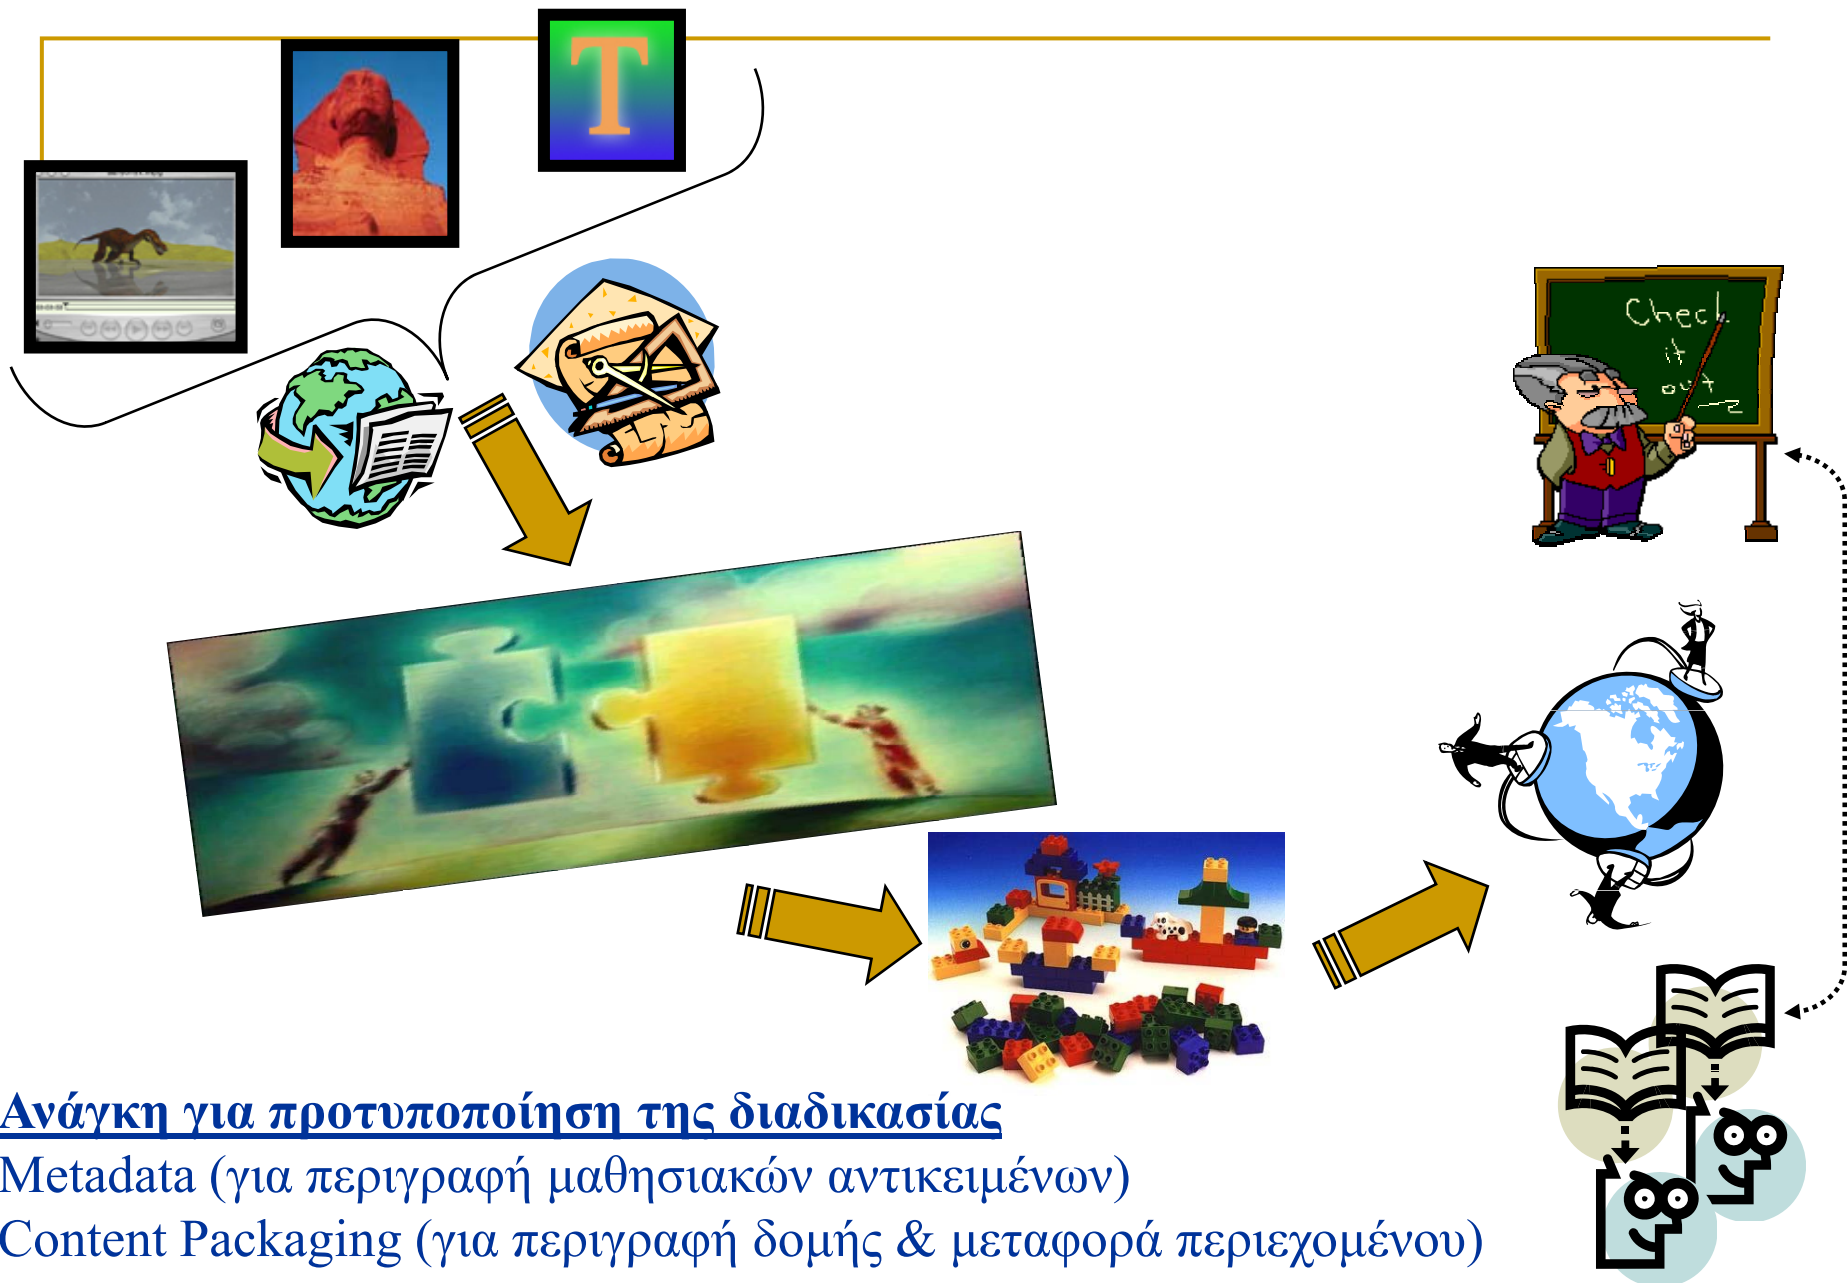 T
Check
it
out
Ανάγκη για προτυποποίηση της διαδικασίας
Metadata (για περιγραφή μαθησιακών αντικειμένων)
Content Packaging (για περιγραφή δομής & μεταφορά περιεχομένου)